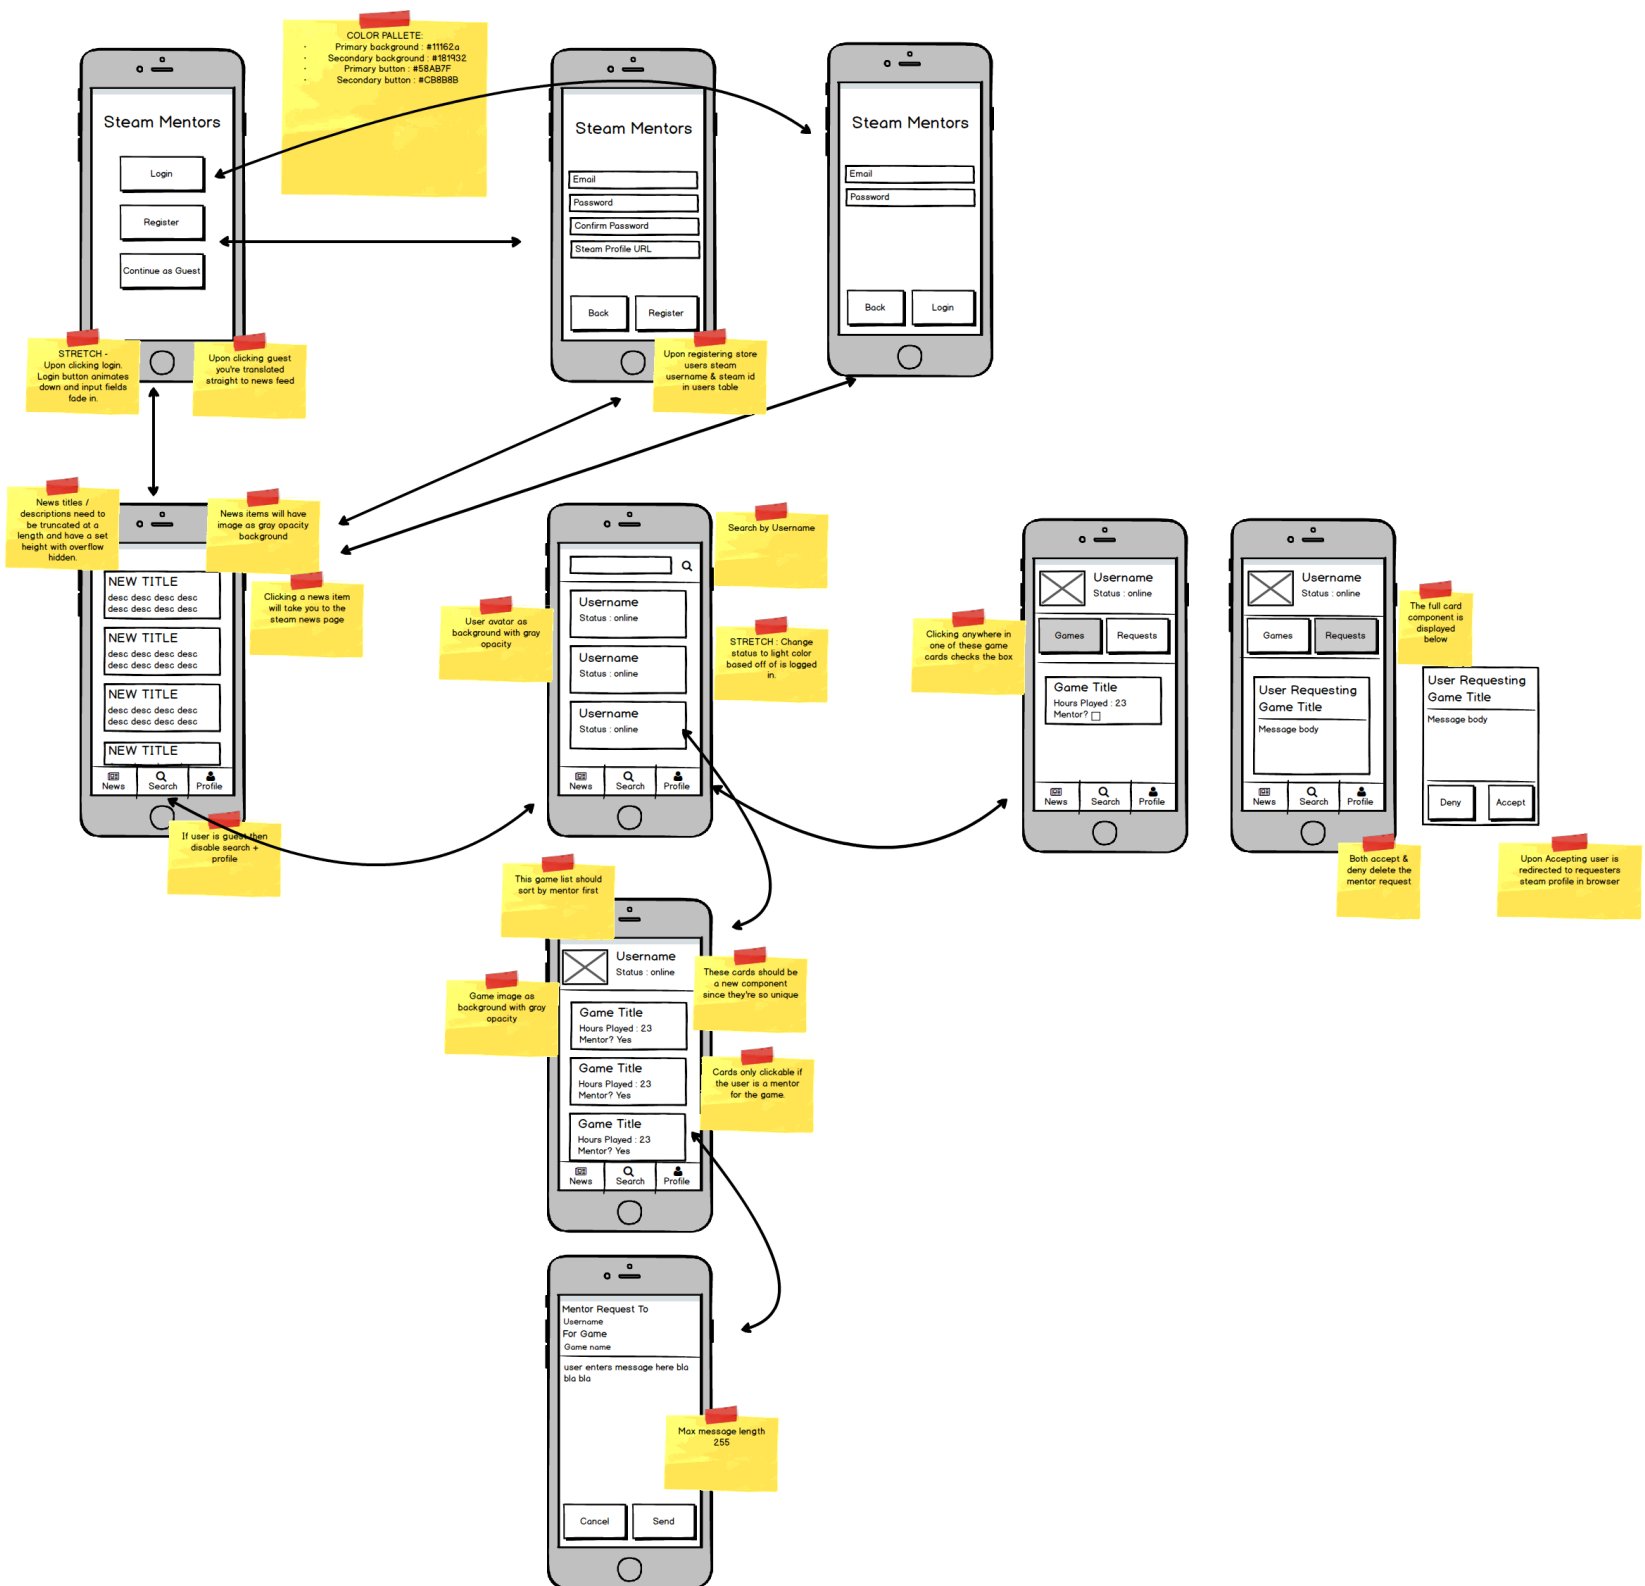 COLOR PALLETE:
· Primary background : #11162a
· Secondary background : #181932
· Primary button : #58AB7F
· Secondary button : #CB8B8B
Steam Mentors
Login
Register
Continue as Guest
STRETCH -
Upon clicking login.
Login button animates
down and input fields
fade in.
Upon clicking guest
you're translated
straight to news feed
Steam Mentors
Email
Password
Confirm Password
Steam Profile URL
Back
Register
Upon registering store
users steam
username & steam id
in users table
Steam Mentors
Email
Password
Back
Login
News titles /
descriptions need to
be truncated at a
length and have a set
height with overflow
hidden.
News items will have
image as gray opacity
background
Clicking a news item
will take you to the
steam news page
NEW TITLE
desc desc desc desc
desc desc desc desc
NEW TITLE
desc desc desc desc
desc desc desc desc
NEW TITLE
desc desc desc desc
desc desc desc desc
NEW TITLE
News
Search
Profile
If user is guest then
disable search +
profile
Search by Username
User avatar as
background with gray
opacity
STRETCH : Change
status to light color
based off of is logged
in.
Username
Status : online
Username
Status : online
Username
Status : online
News
Search
Profile
Clicking anywhere in
one of these game
cards checks the box
Username
Status : online
Games
Requests
Game Title
Hours Played : 23
Mentor?
News
Search
Profile
Username
Status : online
Games
Requests
User Requesting
Game Title
Message body
News
Search
Profile
The full card
component is
displayed
below
User Requesting
Game Title
Message body
Deny
Accept
Both accept &
deny delete the
mentor request
Upon Accepting user is
redirected to requesters
steam profile in browser
This game list should
sort by mentor first
Username
Status : online
Game image as
background with gray
opacity
These cards should be
a new component
since they're so unique
Cards only clickable if
the user is a mentor
for the game.
Game Title
Hours Played : 23
Mentor? Yes
Game Title
Hours Played : 23
Mentor? Yes
Game Title
Hours Played : 23
Mentor? Yes
News
Search
Profile
Mentor Request To
Username
For Game
Game name
user enters message here bla
bla bla
Max message length
255
Cancel
Send